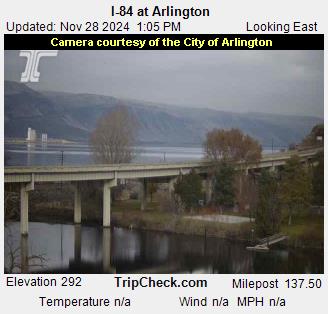 I-84 at Arlington
Updated: Nov 28 2024 1:05 PM Looking East
Camera courtesy of the City of Arlington
Elevation 292 TripCheck.com Milepost 137.50
Temperature n/a Wind n/a MPH n/a